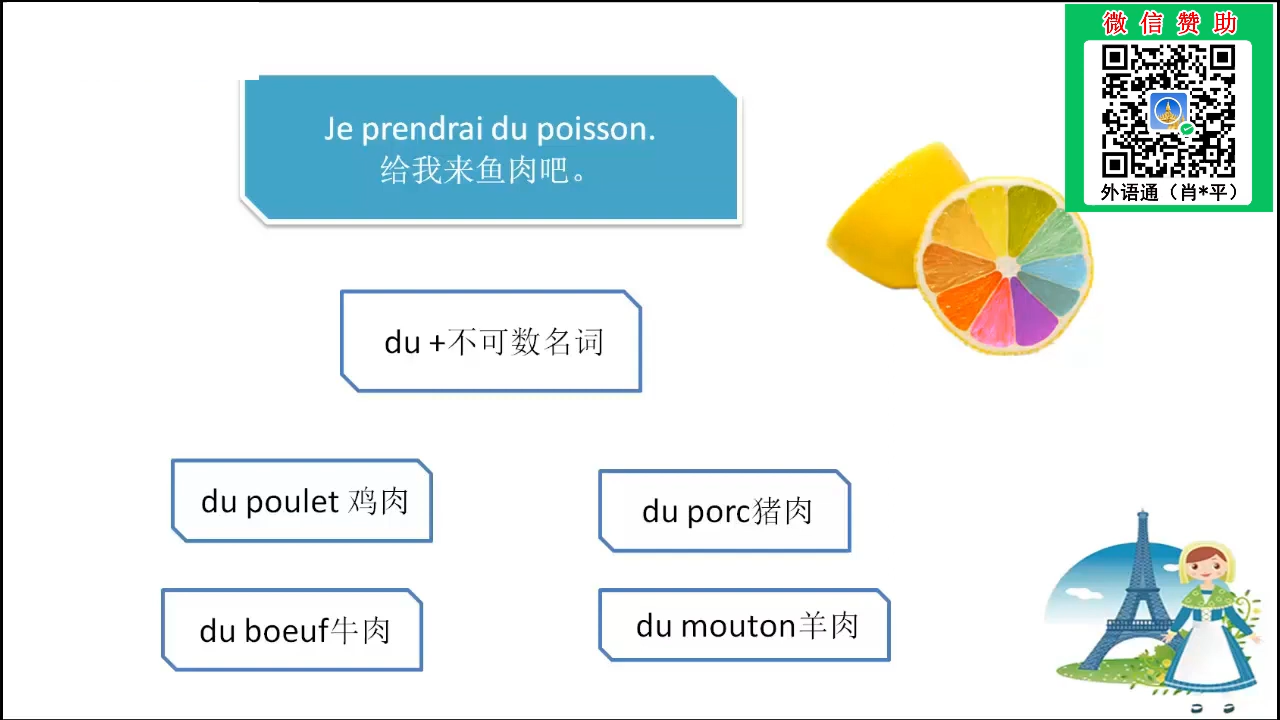 微信赞助
外语通（肖*平）
Je prendrai du poisson.
给我来鱼肉吧。
du +不可数名词
du poulet 鸡肉
du porc猪肉
du boeuf牛肉
du mouton羊肉